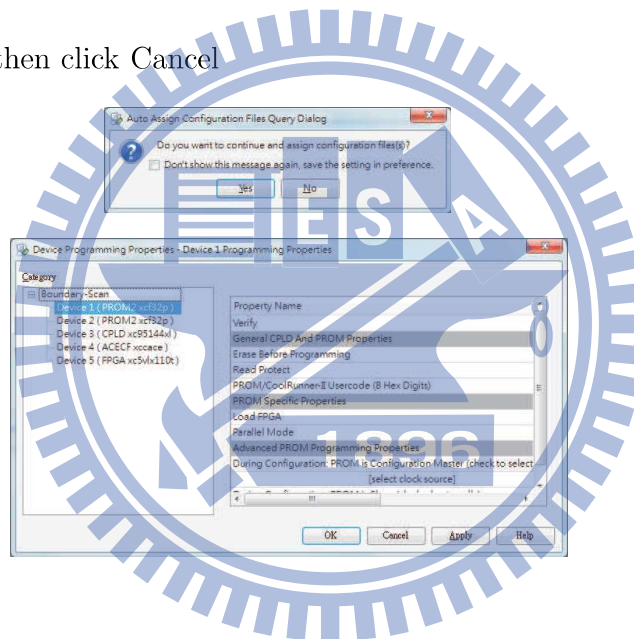 then click Cancel
Auto Assign Configuration Files Query Dialog
Do you want to continue and assign configuration files(s)?
Don't show this message again, save the setting in preference.
Yes
No
ES
A
Device Programming Properties - Device 1 Programming Properties
Category
Boundary-Scan
Device 1 ( PROM2 xcf32p )
Device 2 ( PROM2 xcf32p )
Device 3 ( CPLD xc95144xl )
Device 4 ( ACECF xccace )
Device 5 ( FPGA xc5vlx110t )
Property Name
Verify
General CPLD And PROM Properties
Erase Before Programming
Read Protect
PROM/CoolRunner-II Usercode (8 Hex Digits)
PROM Specific Properties
Load FPGA
Parallel Mode
Advanced PROM Programming Properties
During Configuration: PROM is Configuration Master (check to select
[select clock source]
1896
OK
Cancel
Apply
Help